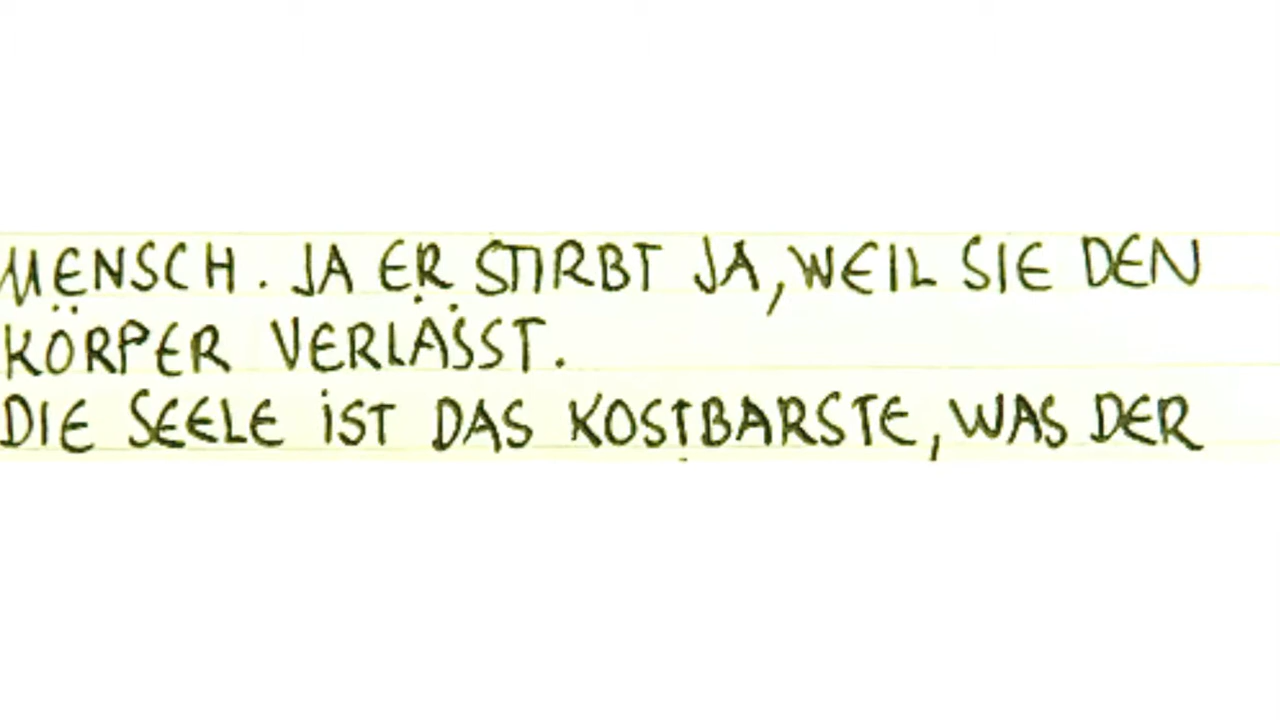 MENSCH. JA ER STIRBT JA, WEIL SIE DEN
KÖRPER VERLÄSST.
DIE SEELE IST DAS KOSTBARSTE, WAS DER